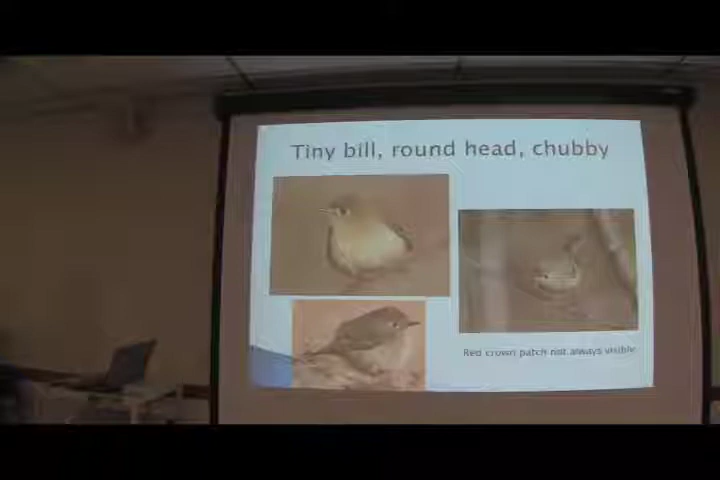 Tiny bill, round head, chubby
Red crown patch not always visible